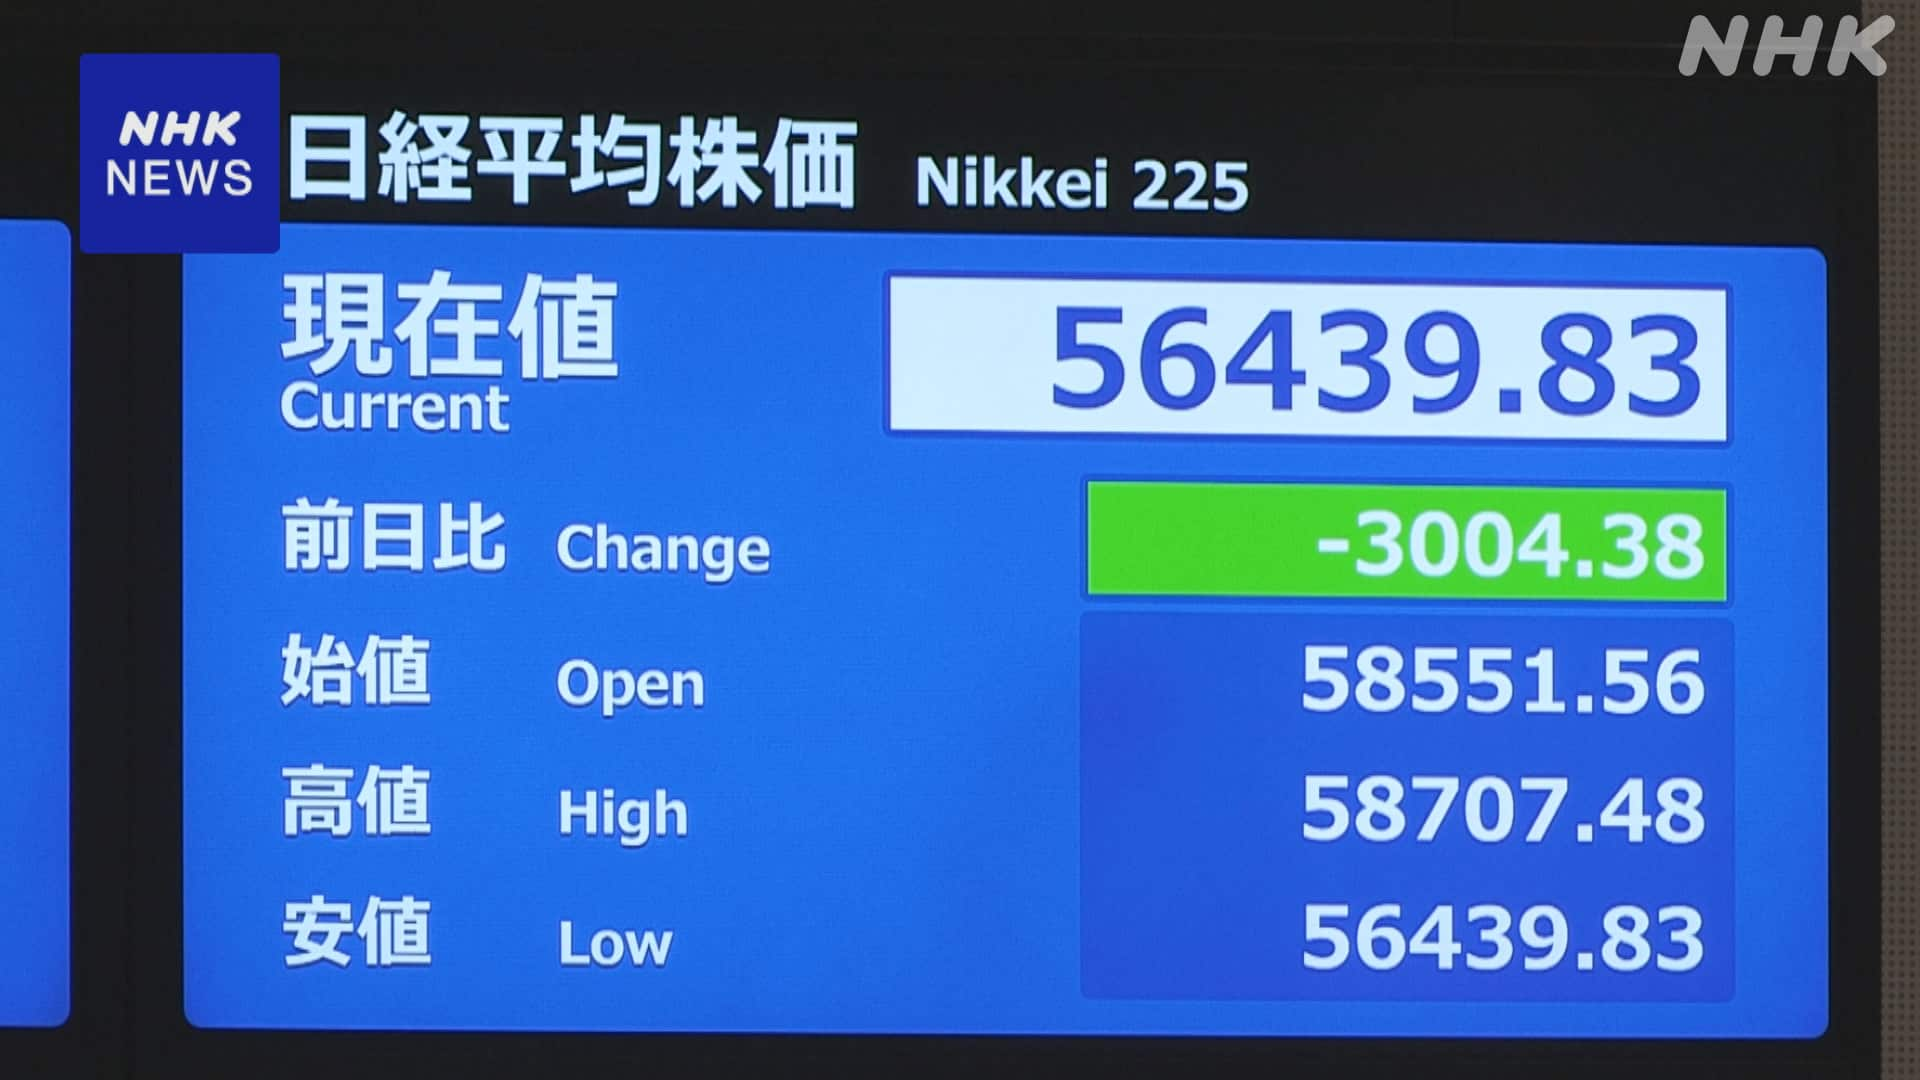 NHK
NHK
NEWS
日経平均株価 Nikkei 225
現在値 56439.83
Current
前日比 Change -3004.38
始値 Open 58551.56
高値 High 58707.48
安値 Low 56439.83